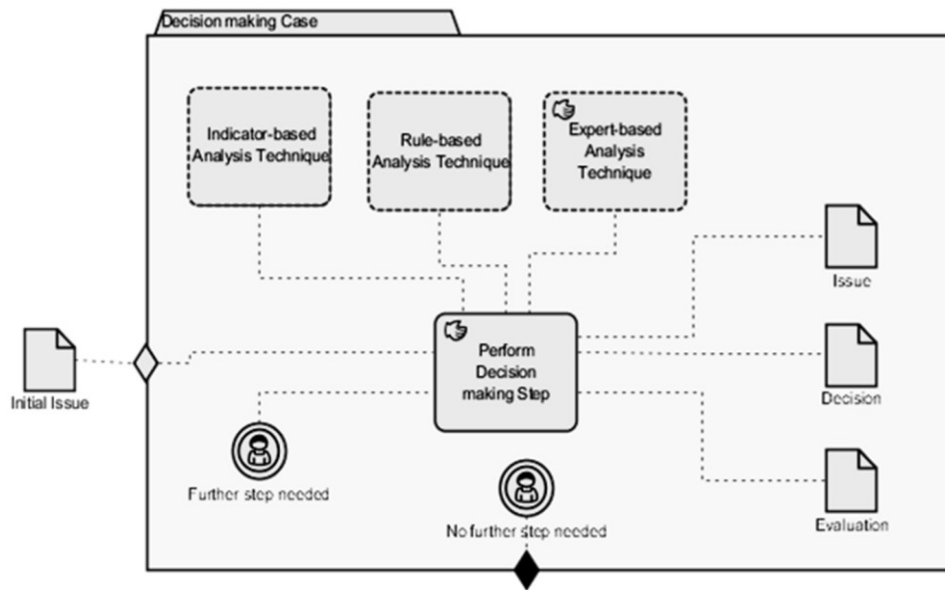 Decision making Case
Indicator-based
Analysis Technique
Rule-based
Analysis Technique
Expert-based
Analysis
Technique
Issue
Initial Issue
Perform
Decision
making Step
Decision
Further step needed
No further step needed
Evaluation